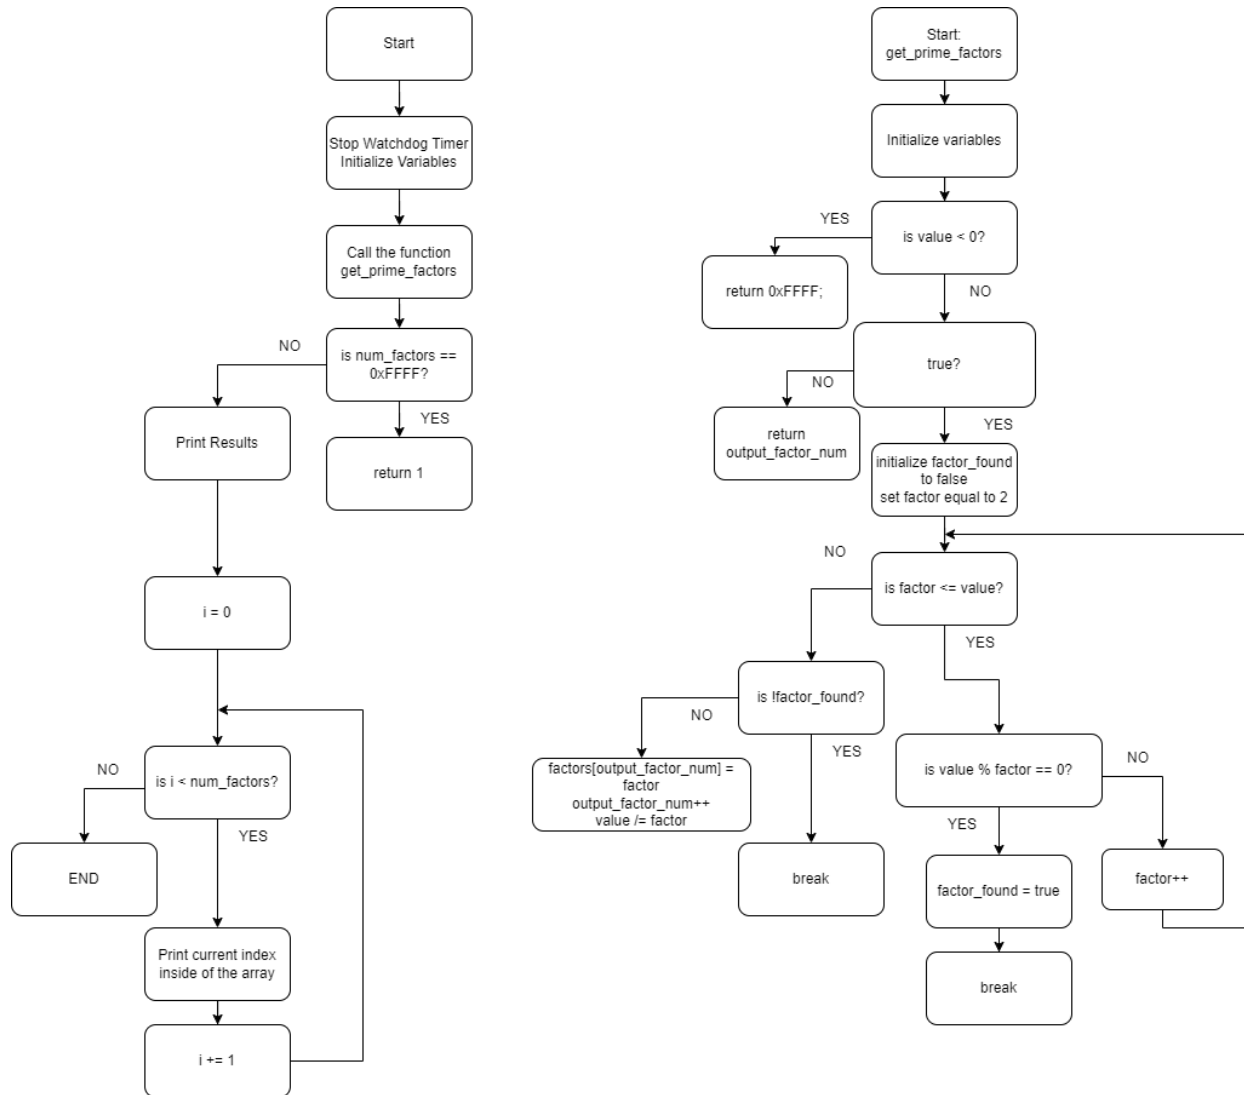 Start
Stop Watchdog Timer
Initialize Variables
Call the function
get_prime_factors
NO
is num_factors ==
0xFFFF?
YES
Print Results
return 1
i = 0
NO
is i < num_factors?
YES
END
Print current index
inside of the array
i += 1
Start:
get_prime_factors
Initialize variables
YES
is value < 0?
return 0xFFFF;
NO
true?
NO
YES
return
output_factor_num
initialize factor_found
to false
set factor equal to 2
NO
is factor <= value?
YES
is !factor_found?
NO
YES
factors[output_factor_num] =
factor
output_factor_num++
value /= factor
break
is value % factor == 0?
NO
YES
factor_found = true
factor++
break